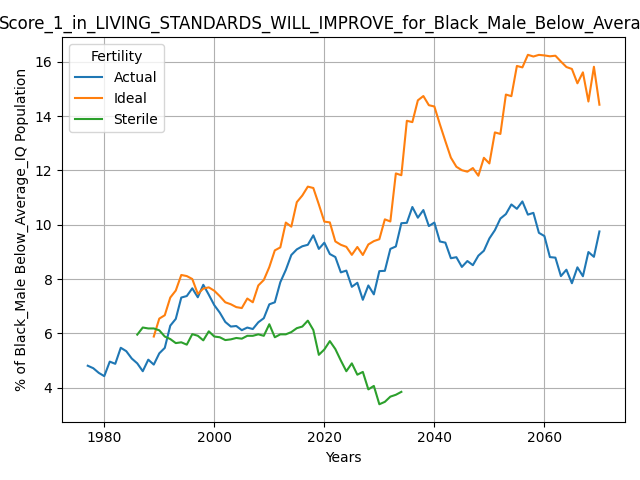 Score_1_in_LIVING_STANDARDS_WILL_IMPROVE_for_Black_Male_Below_Avera
Fertility
Actual
Ideal
Sterile
% of Black_Male Below_Average_IQ Population
16
14
12
10
8
6
4
1980 2000 2020 2040 2060
Years